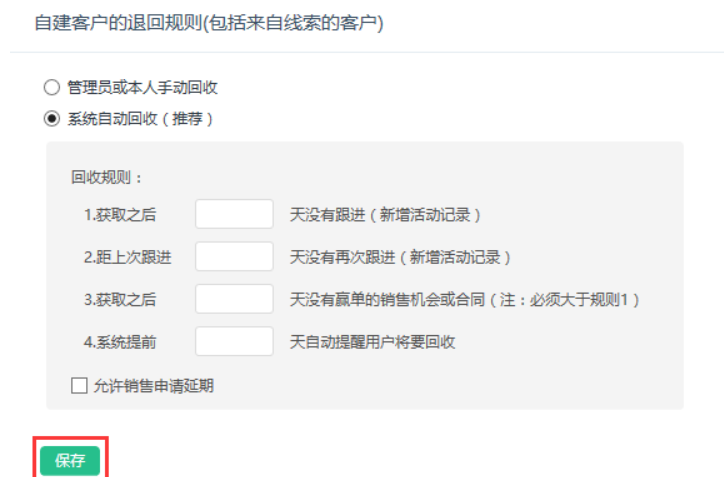 自建客户的退回规则(包括来自线索的客户)
管理员或本人手动回收
系统自动回收（推荐）
回收规则：
1.获取之后 天没有跟进（新增活动记录）
2.距上次跟进 天没有再次跟进（新增活动记录）
3.获取之后 天没有赢单的销售机会或合同（注：必须大于规则1）
4.系统提前 天自动提醒用户将要回收
允许销售申请延期
保存